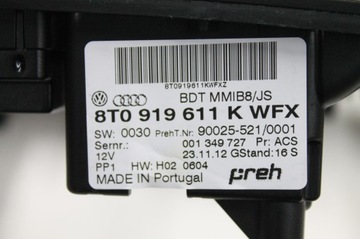 8T0919611KWFXZ
BDT MMIB8/JS
8T0 919 611 K WFX
SW: 0030 PrehT.Nr: 90025-521/0001
Sernr.: 001 349 727 Pr: ACS
12V 23.11.12 GStand: 16 S
PP1 HW: H02 0604
MADE IN Portugal preh